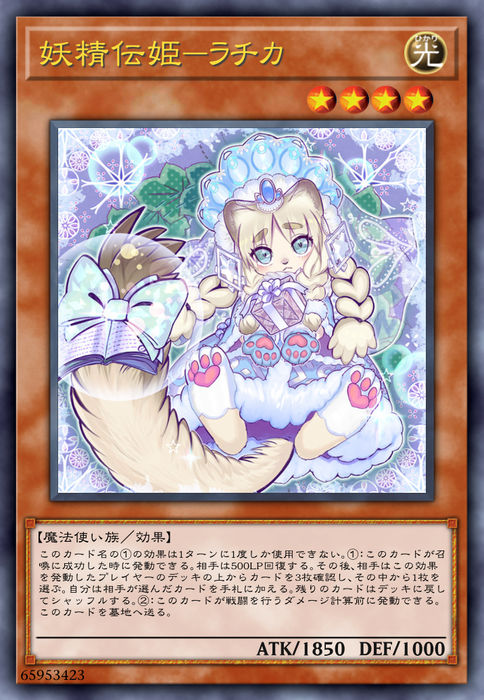 妖精伝姫－ラチカ
ひかり
光
【魔法使い族／効果】
このカード名の①の効果は1ターンに1度しか使用できない。①：このカードが召
喚に成功した時に発動できる。相手は500LP回復する。その後、相手はこの効果
を発動したプレイヤーのデッキの上からカードを3枚確認し、その中から1枚を
選ぶ。自分は相手が選んだカードを手札に加える。残りのカードはデッキに戻し
てシャッフルする。②：このカードが戦闘を行うダメージ計算前に発動できる。
このカードを墓地へ送る。
ATK/1850 DEF/1000
65953423